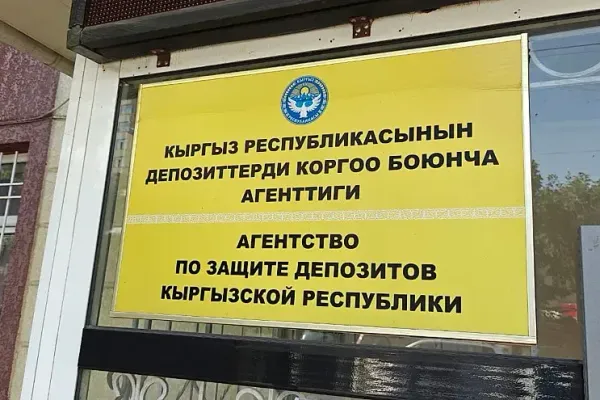 КЫРГЫЗ РЕСПУБЛИКАСЫНЫН
ДЕПОЗИТТЕРДИ КОРГОО БОЮНЧА
АГЕНТТИГИ
АГЕНТСТВО
ПО ЗАЩИТЕ ДЕПОЗИТОВ
КЫРГЫЗСКОЙ РЕСПУБЛИКИ